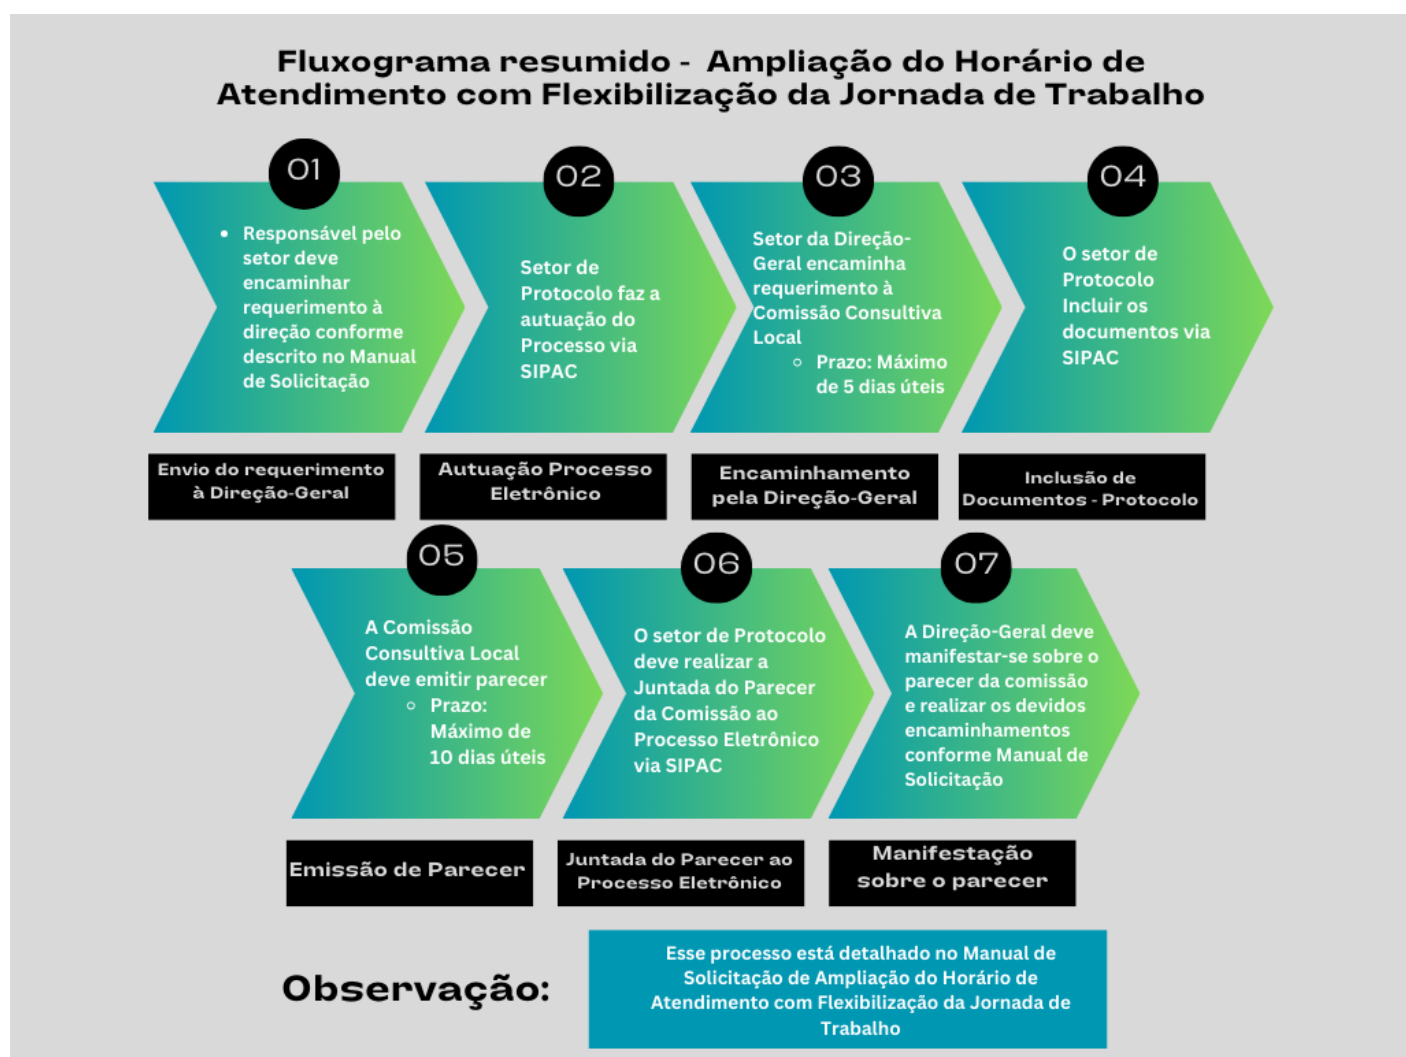 Fluxograma resumido - Ampliação do Horário de
Atendimento com Flexibilização da Jornada de Trabalho
01
• Responsável pelo
setor deve
encaminhar
requerimento à
direção conforme
descrito no Manual
de Solicitação
Envio do requerimento
à Direção-Geral
02
Setor de
Protocolo faz a
autuação do
Processo via
SIPAC
Autuação Processo
Eletrônico
03
Setor da Direção-
Geral encaminha
requerimento à
Comissão Consultiva
Local
◦ Prazo: Máximo
de 5 dias úteis
Encaminhamento
pela Direção-Geral
04
O setor de
Protocolo
Incluir os
documentos via
SIPAC
Inclusão de
Documentos - Protocolo
05
A Comissão
Consultiva Local
deve emitir parecer
◦ Prazo:
Máximo de
10 dias úteis
Emissão de Parecer
06
O setor de Protocolo
deve realizar a
Juntada do Parecer
da Comissão ao
Processo Eletrônico
via SIPAC
Juntada do Parecer ao
Processo Eletrônico
07
A Direção-Geral deve
manifestar-se sobre o
parecer da comissão
e realizar os devidos
encaminhamentos
conforme Manual de
Solicitação
Manifestação
sobre o parecer
Observação:
Esse processo está detalhado no Manual de
Solicitação de Ampliação do Horário de
Atendimento com Flexibilização da Jornada de
Trabalho